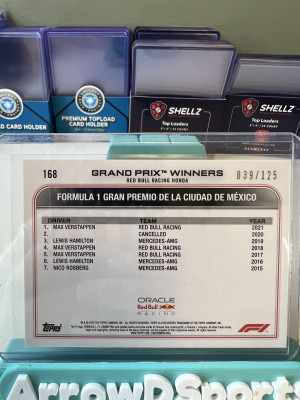 SHELLZ
SHELLZ
CARD HOLDER
PREMIUM TOPLOAD
CARD HOLDER
Top Loaders
Top Loaders
168
GRAND PRIX™ WINNERS
RED BULL RACING HONDA
039/125
FORMULA 1 GRAN PREMIO DE LA CIUDAD DE MÉXICO
DRIVER TEAM YEAR
1. MAX VERSTAPPEN RED BULL RACING 2021
2. CANCELLED 2020
3. LEWIS HAMILTON MERCEDES-AMG 2019
4. MAX VERSTAPPEN RED BULL RACING 2018
5. MAX VERSTAPPEN RED BULL RACING 2017
6. LEWIS HAMILTON MERCEDES-AMG 2016
7. NICO ROSBERG MERCEDES-AMG 2015
ORACLE
Red Bull
RACING
Topps
F1
ArrowDSports